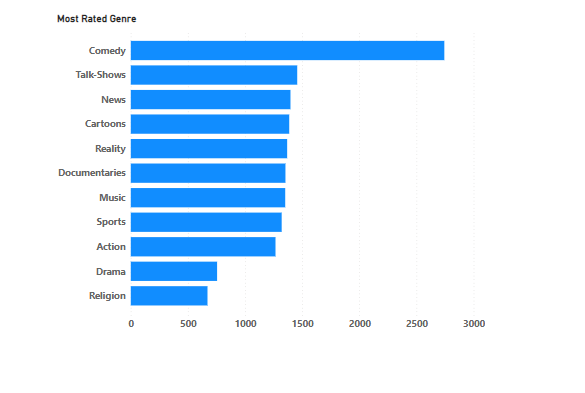 Most Rated Genre
Comedy
Talk-Shows
News
Cartoons
Reality
Documentaries
Music
Sports
Action
Drama
Religion
0 500 1000 1500 2000 2500 3000